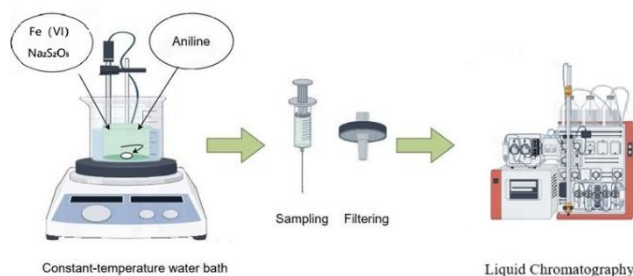 Fe (VI)
Na₂S₂O₈
Aniline
Sampling
Filtering
Constant-temperature water bath
Liquid Chromatography